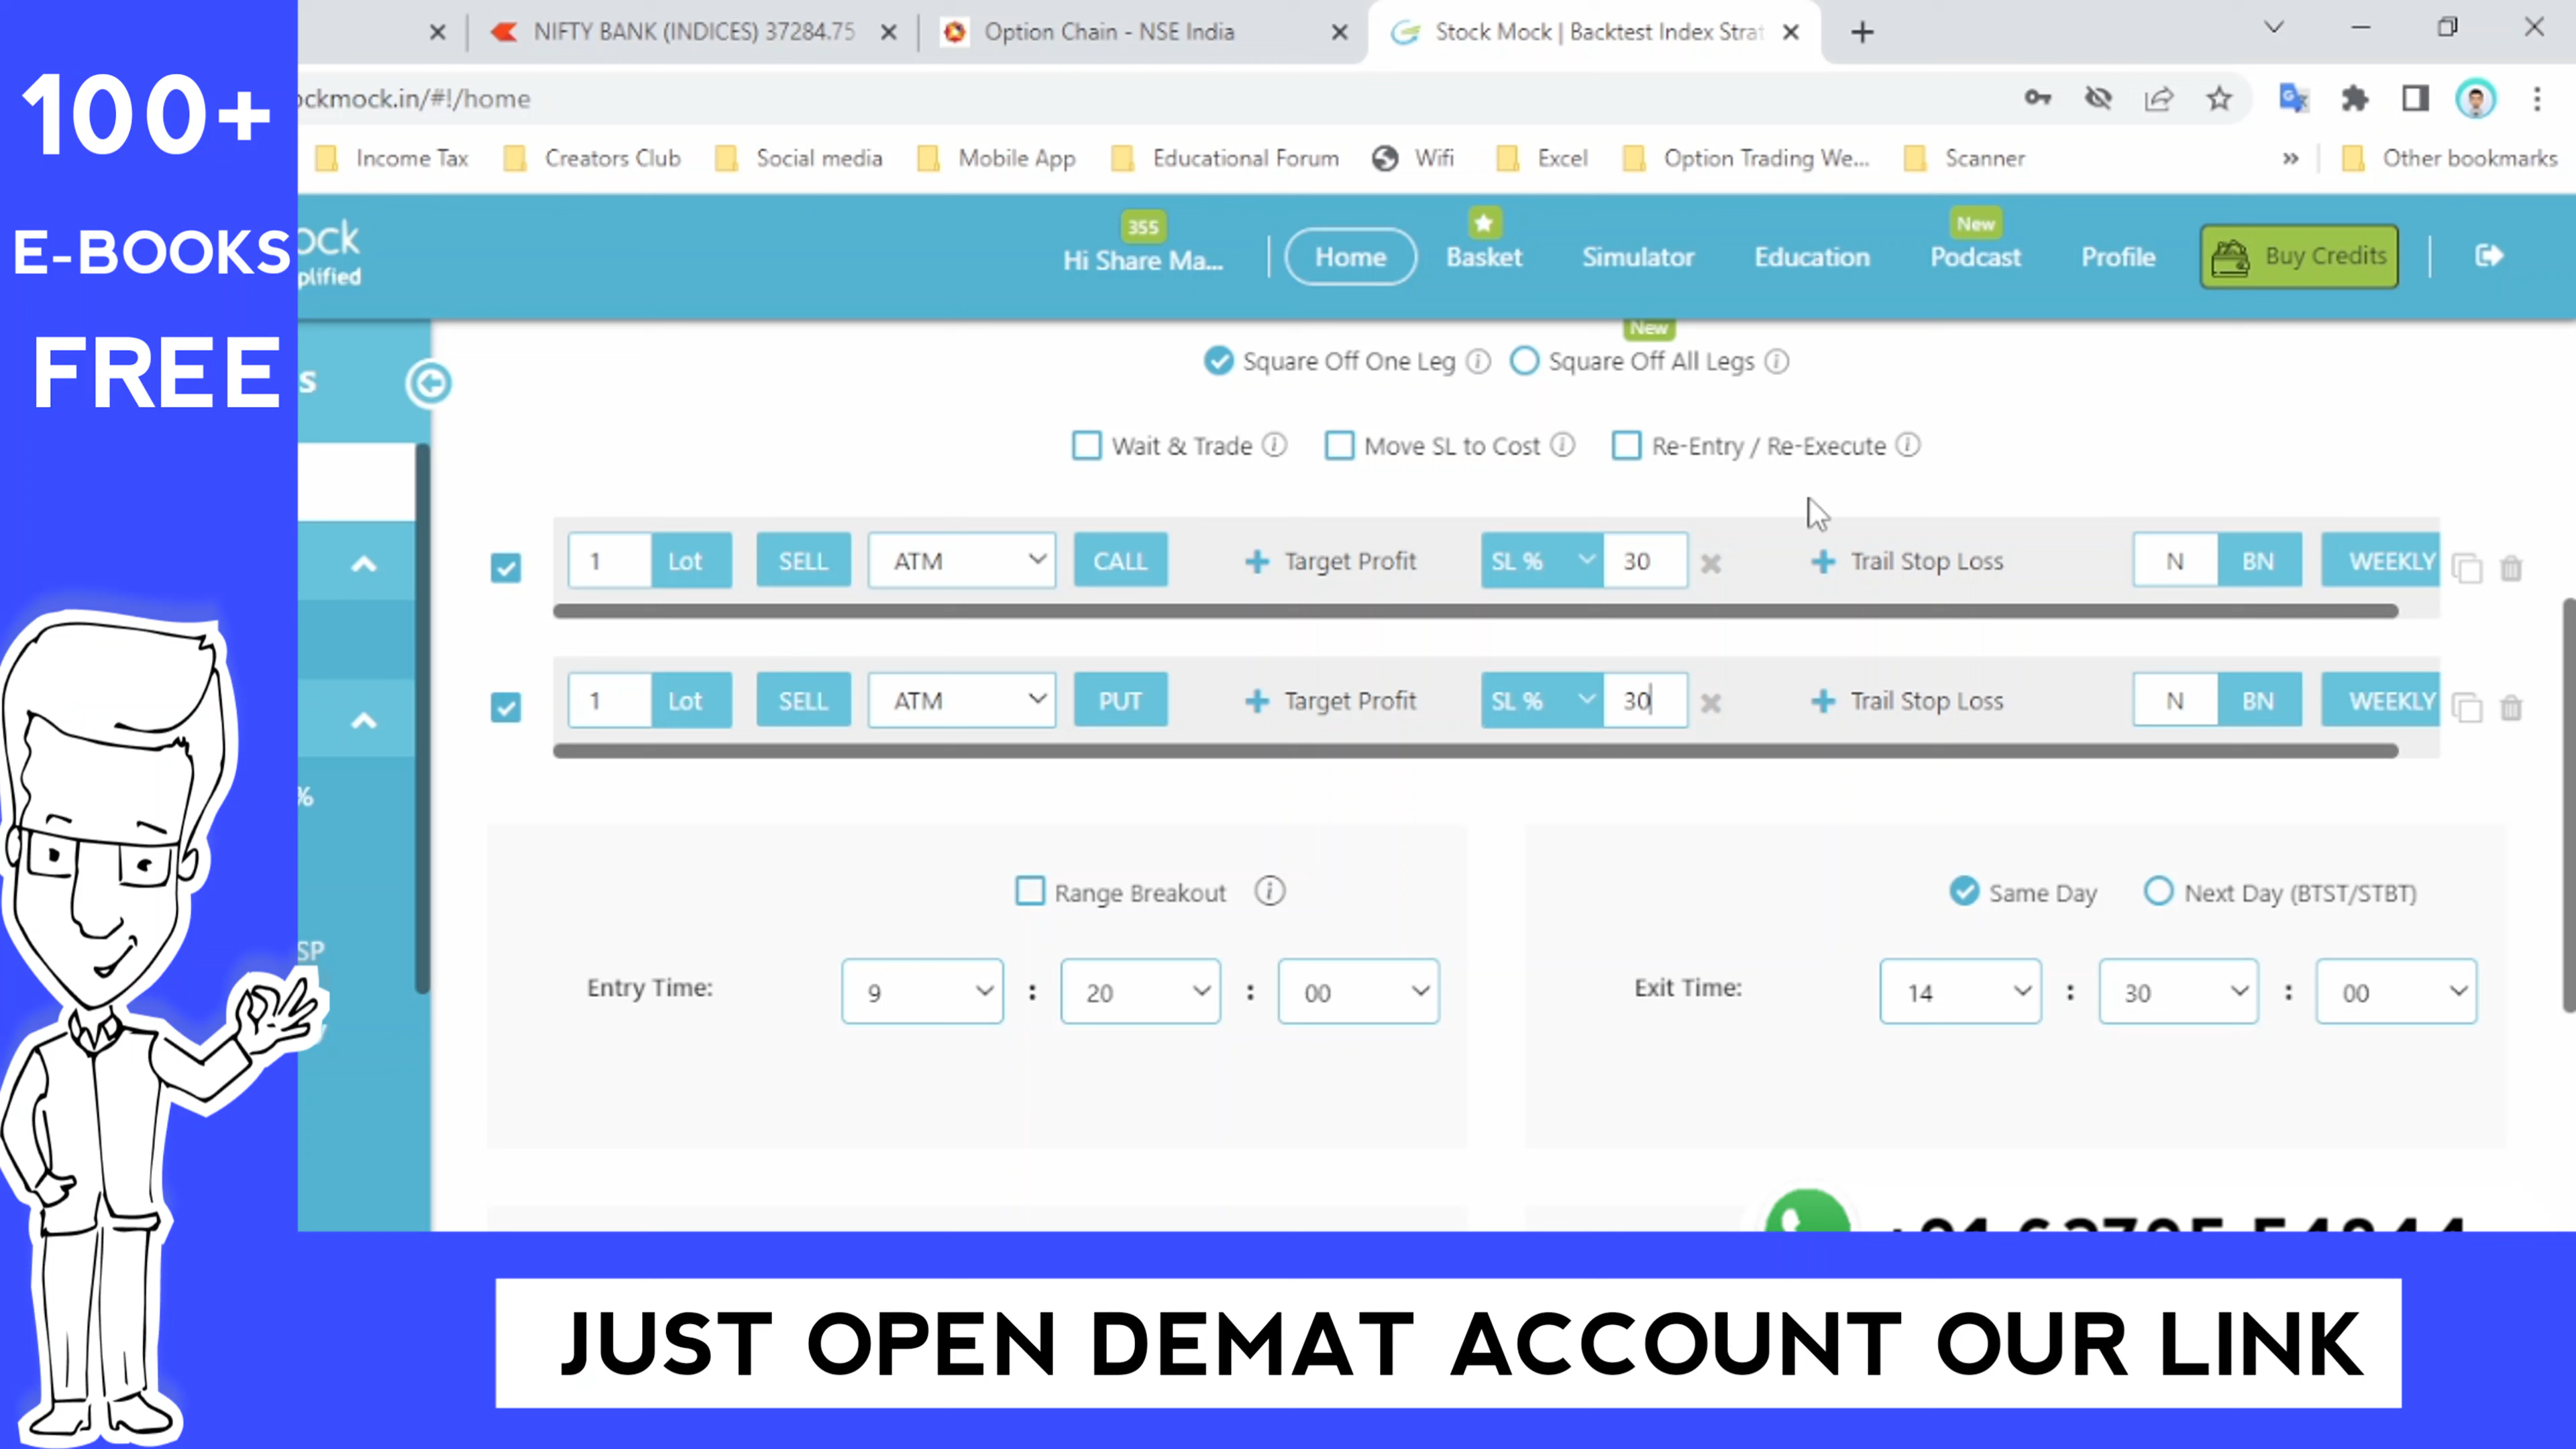 100+
E-BOOKS
FREE
NIFTY BANK (INDICES) 37284.75
Option Chain - NSE India
Stock Mock | Backtest Index Strat
ockmock.in/#!/home
Income Tax
Creators Club
Social media
Mobile App
Educational Forum
Wifi
Excel
Option Trading We...
Scanner
Other bookmarks
ock
plified
355
Hi Share Ma...
Home
Basket
Simulator
Education
New
Podcast
Profile
Buy Credits
s
New
Square Off One Leg
Square Off All Legs
Wait & Trade
Move SL to Cost
Re-Entry / Re-Execute
1 Lot SELL ATM CALL + Target Profit SL % 30 + Trail Stop Loss N BN WEEKLY
1 Lot SELL ATM PUT + Target Profit SL % 30 + Trail Stop Loss N BN WEEKLY
%
SP
Range Breakout
Same Day
Next Day (BTST/STBT)
Entry Time: 9 : 20 : 00
Exit Time: 14 : 30 : 00
JUST OPEN DEMAT ACCOUNT OUR LINK